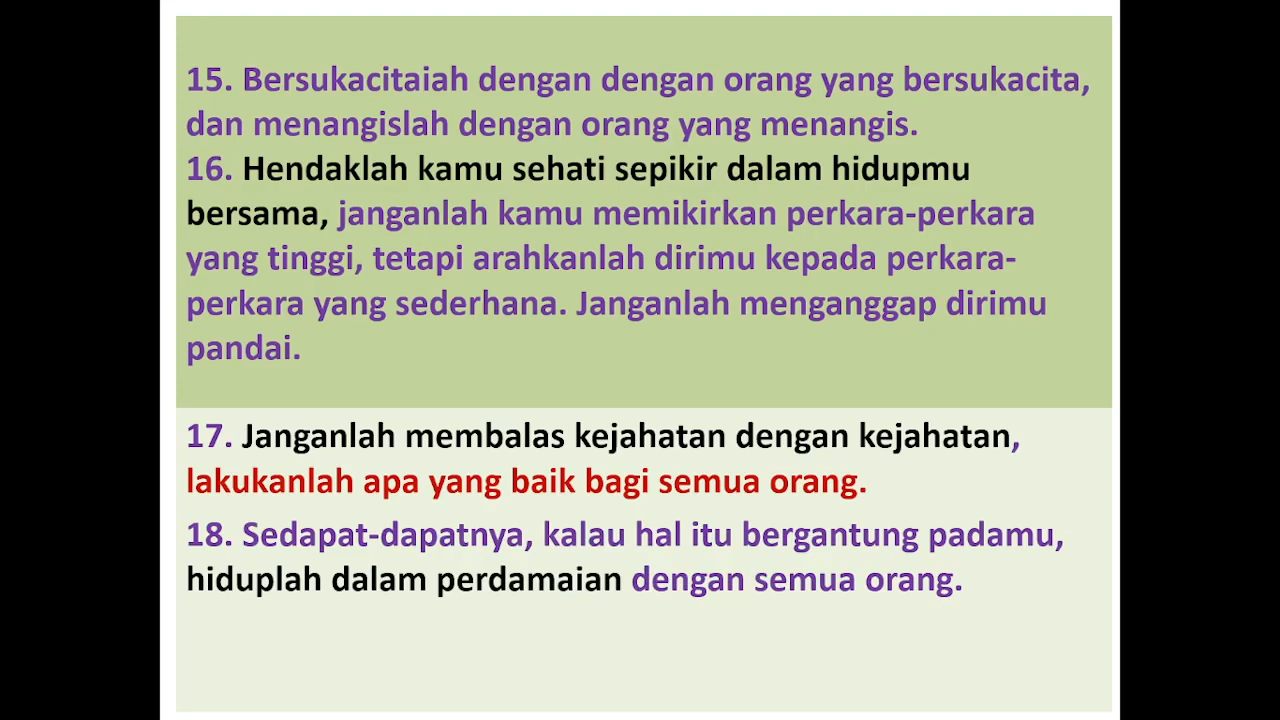 15. Bersukacitaiah dengan dengan orang yang bersukacita,
dan menangislah dengan orang yang menangis.
16. Hendaklah kamu sehati sepikir dalam hidupmu
bersama, janganlah kamu memikirkan perkara-perkara
yang tinggi, tetapi arahkanlah dirimu kepada perkara-
perkara yang sederhana. Janganlah menganggap dirimu
pandai.
17. Janganlah membalas kejahatan dengan kejahatan,
lakukanlah apa yang baik bagi semua orang.
18. Sedapat-dapatnya, kalau hal itu bergantung padamu,
hiduplah dalam perdamaian dengan semua orang.